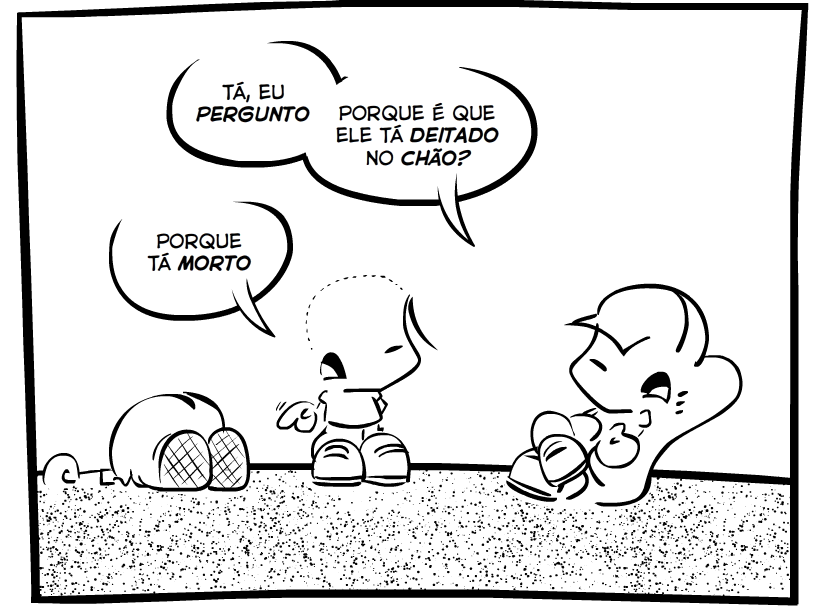 TÁ, EU
PERGUNTO
PORQUE É QUE
ELE TÁ DEITADO
NO CHÃO?
PORQUE
TÁ MORTO